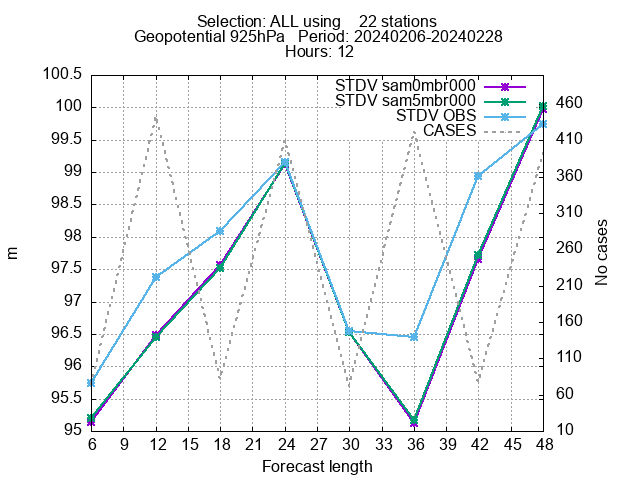 Selection: ALL using    22 stations
Geopotential 925hPa   Period: 20240206-20240228
Hours: 12
STDV sam0mbr000
STDV sam5mbr000
STDV OBS
CASES
100.5
100
99.5
99
98.5
98
97.5
97
96.5
96
95.5
95
m
460
410
360
310
260
210
160
110
60
10
No cases
6 9 12 15 18 21 24 27 30 33 36 39 42 45 48
Forecast length